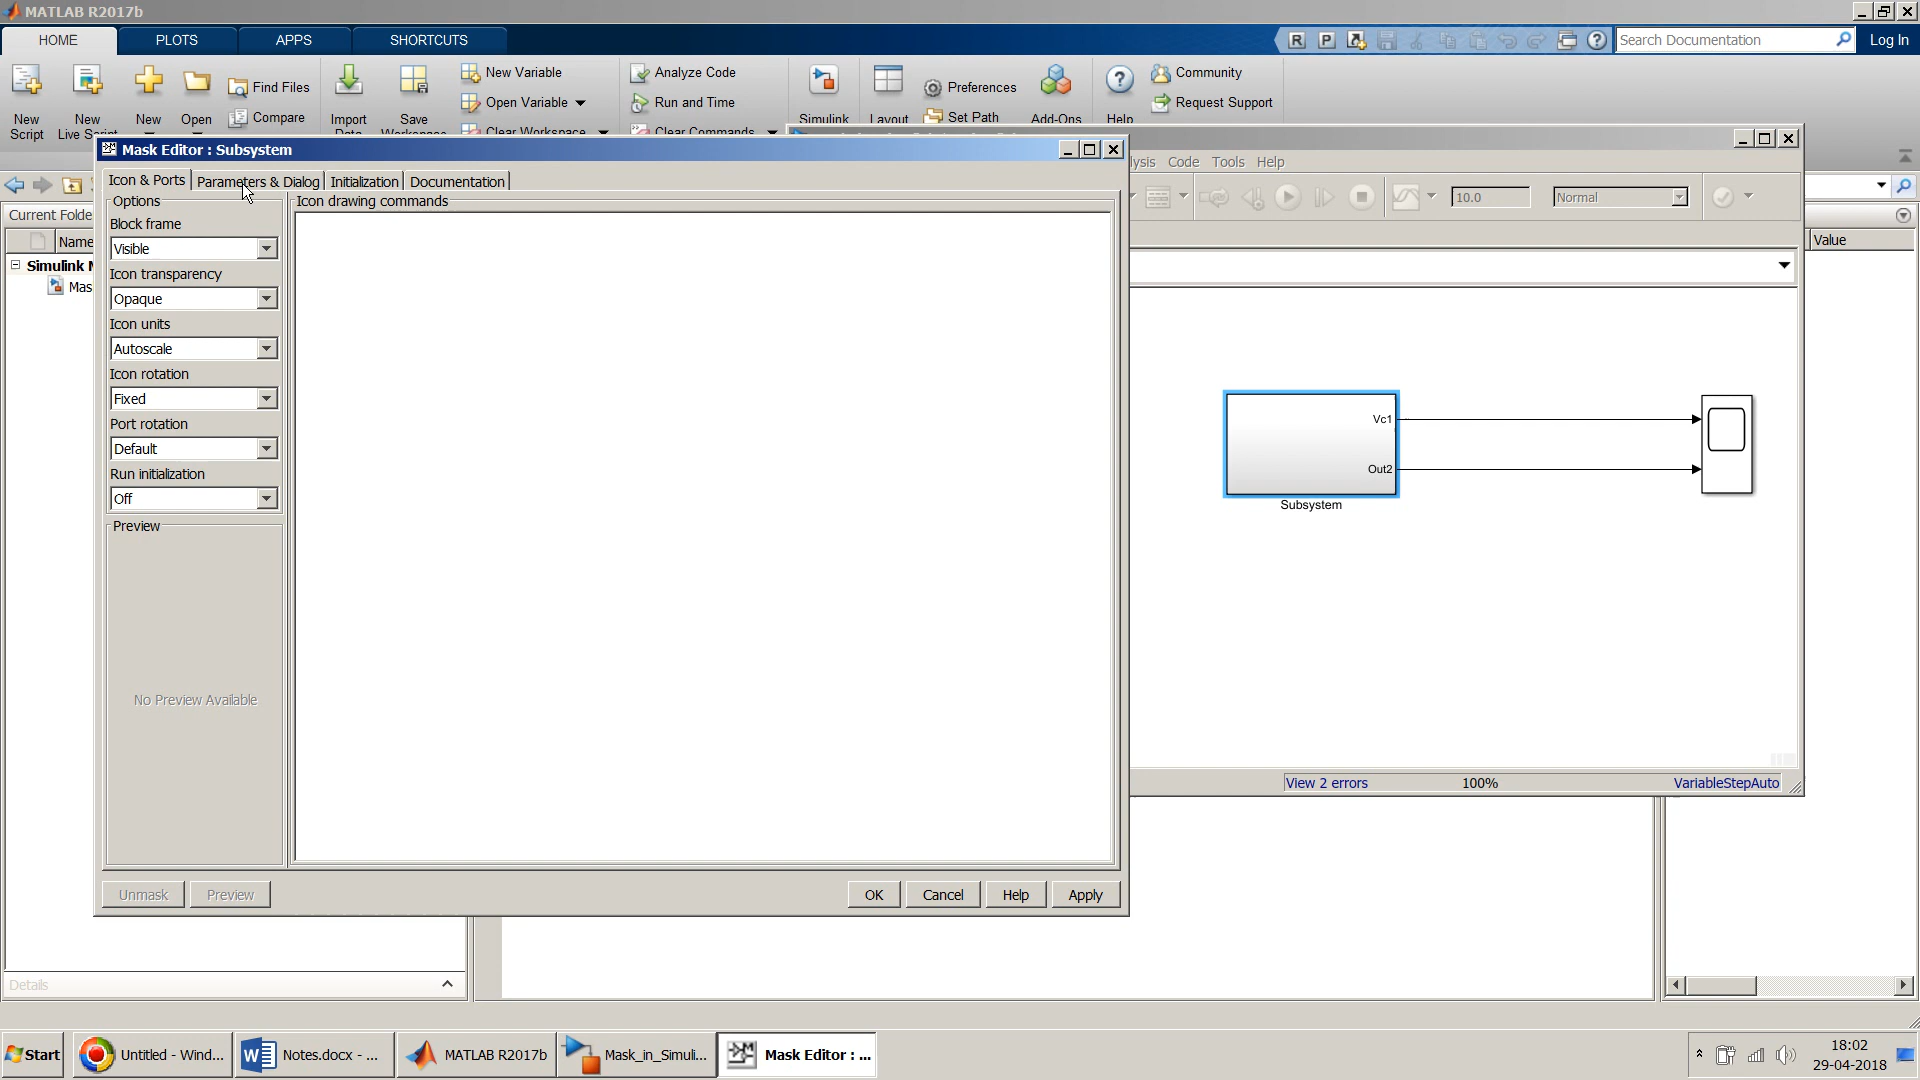 MATLAB R2017b
HOME PLOTS APPS SHORTCUTS
Search Documentation Log In
New Script
New Live Script
New
Open
Find Files
Compare
Import Data
Save Workspace
New Variable
Open Variable
Clear Workspace
Analyze Code
Run and Time
Clear Commands
Simulink
Layout
Preferences
Set Path
Add-Ons
Help
Community
Request Support
Mask Editor : Subsystem
Icon & Ports Parameters & Dialog Initialization Documentation
Options
Block frame
Visible
Icon transparency
Opaque
Icon units
Autoscale
Icon rotation
Fixed
Port rotation
Default
Run initialization
Off
Preview
No Preview Available
Icon drawing commands
Unmask Preview OK Cancel Help Apply
Current Folde
Name
Simulink M
Mas
Details
lysis Code Tools Help
10.0 Normal
Value
Vc1
Out2
Subsystem
View 2 errors 100% VariableStepAuto
Start
Untitled - Wind...
Notes.docx - ...
MATLAB R2017b
Mask_in_Simuli...
Mask Editor : ...
18:02
29-04-2018